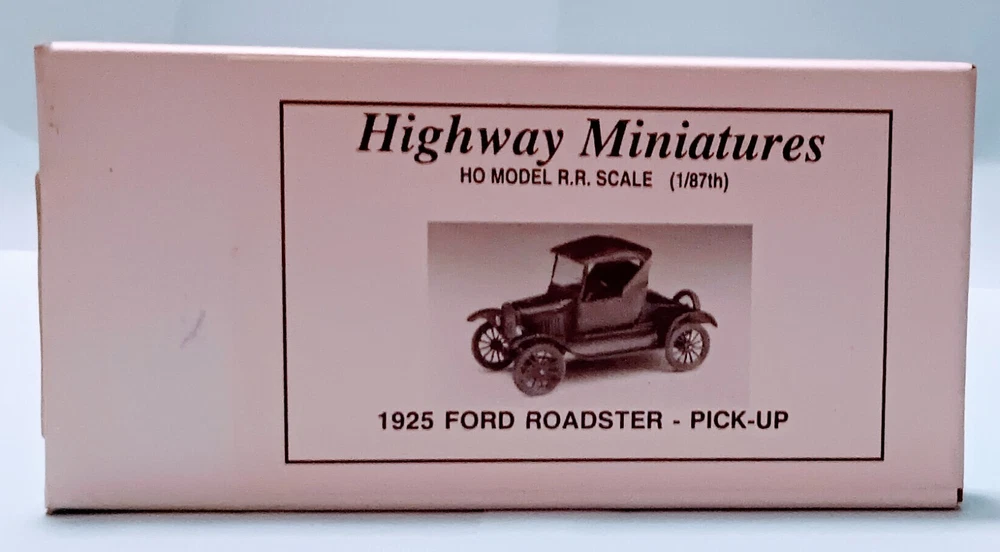 Highway Miniatures
HO MODEL R.R. SCALE (1/87th)
1925 FORD ROADSTER - PICK-UP